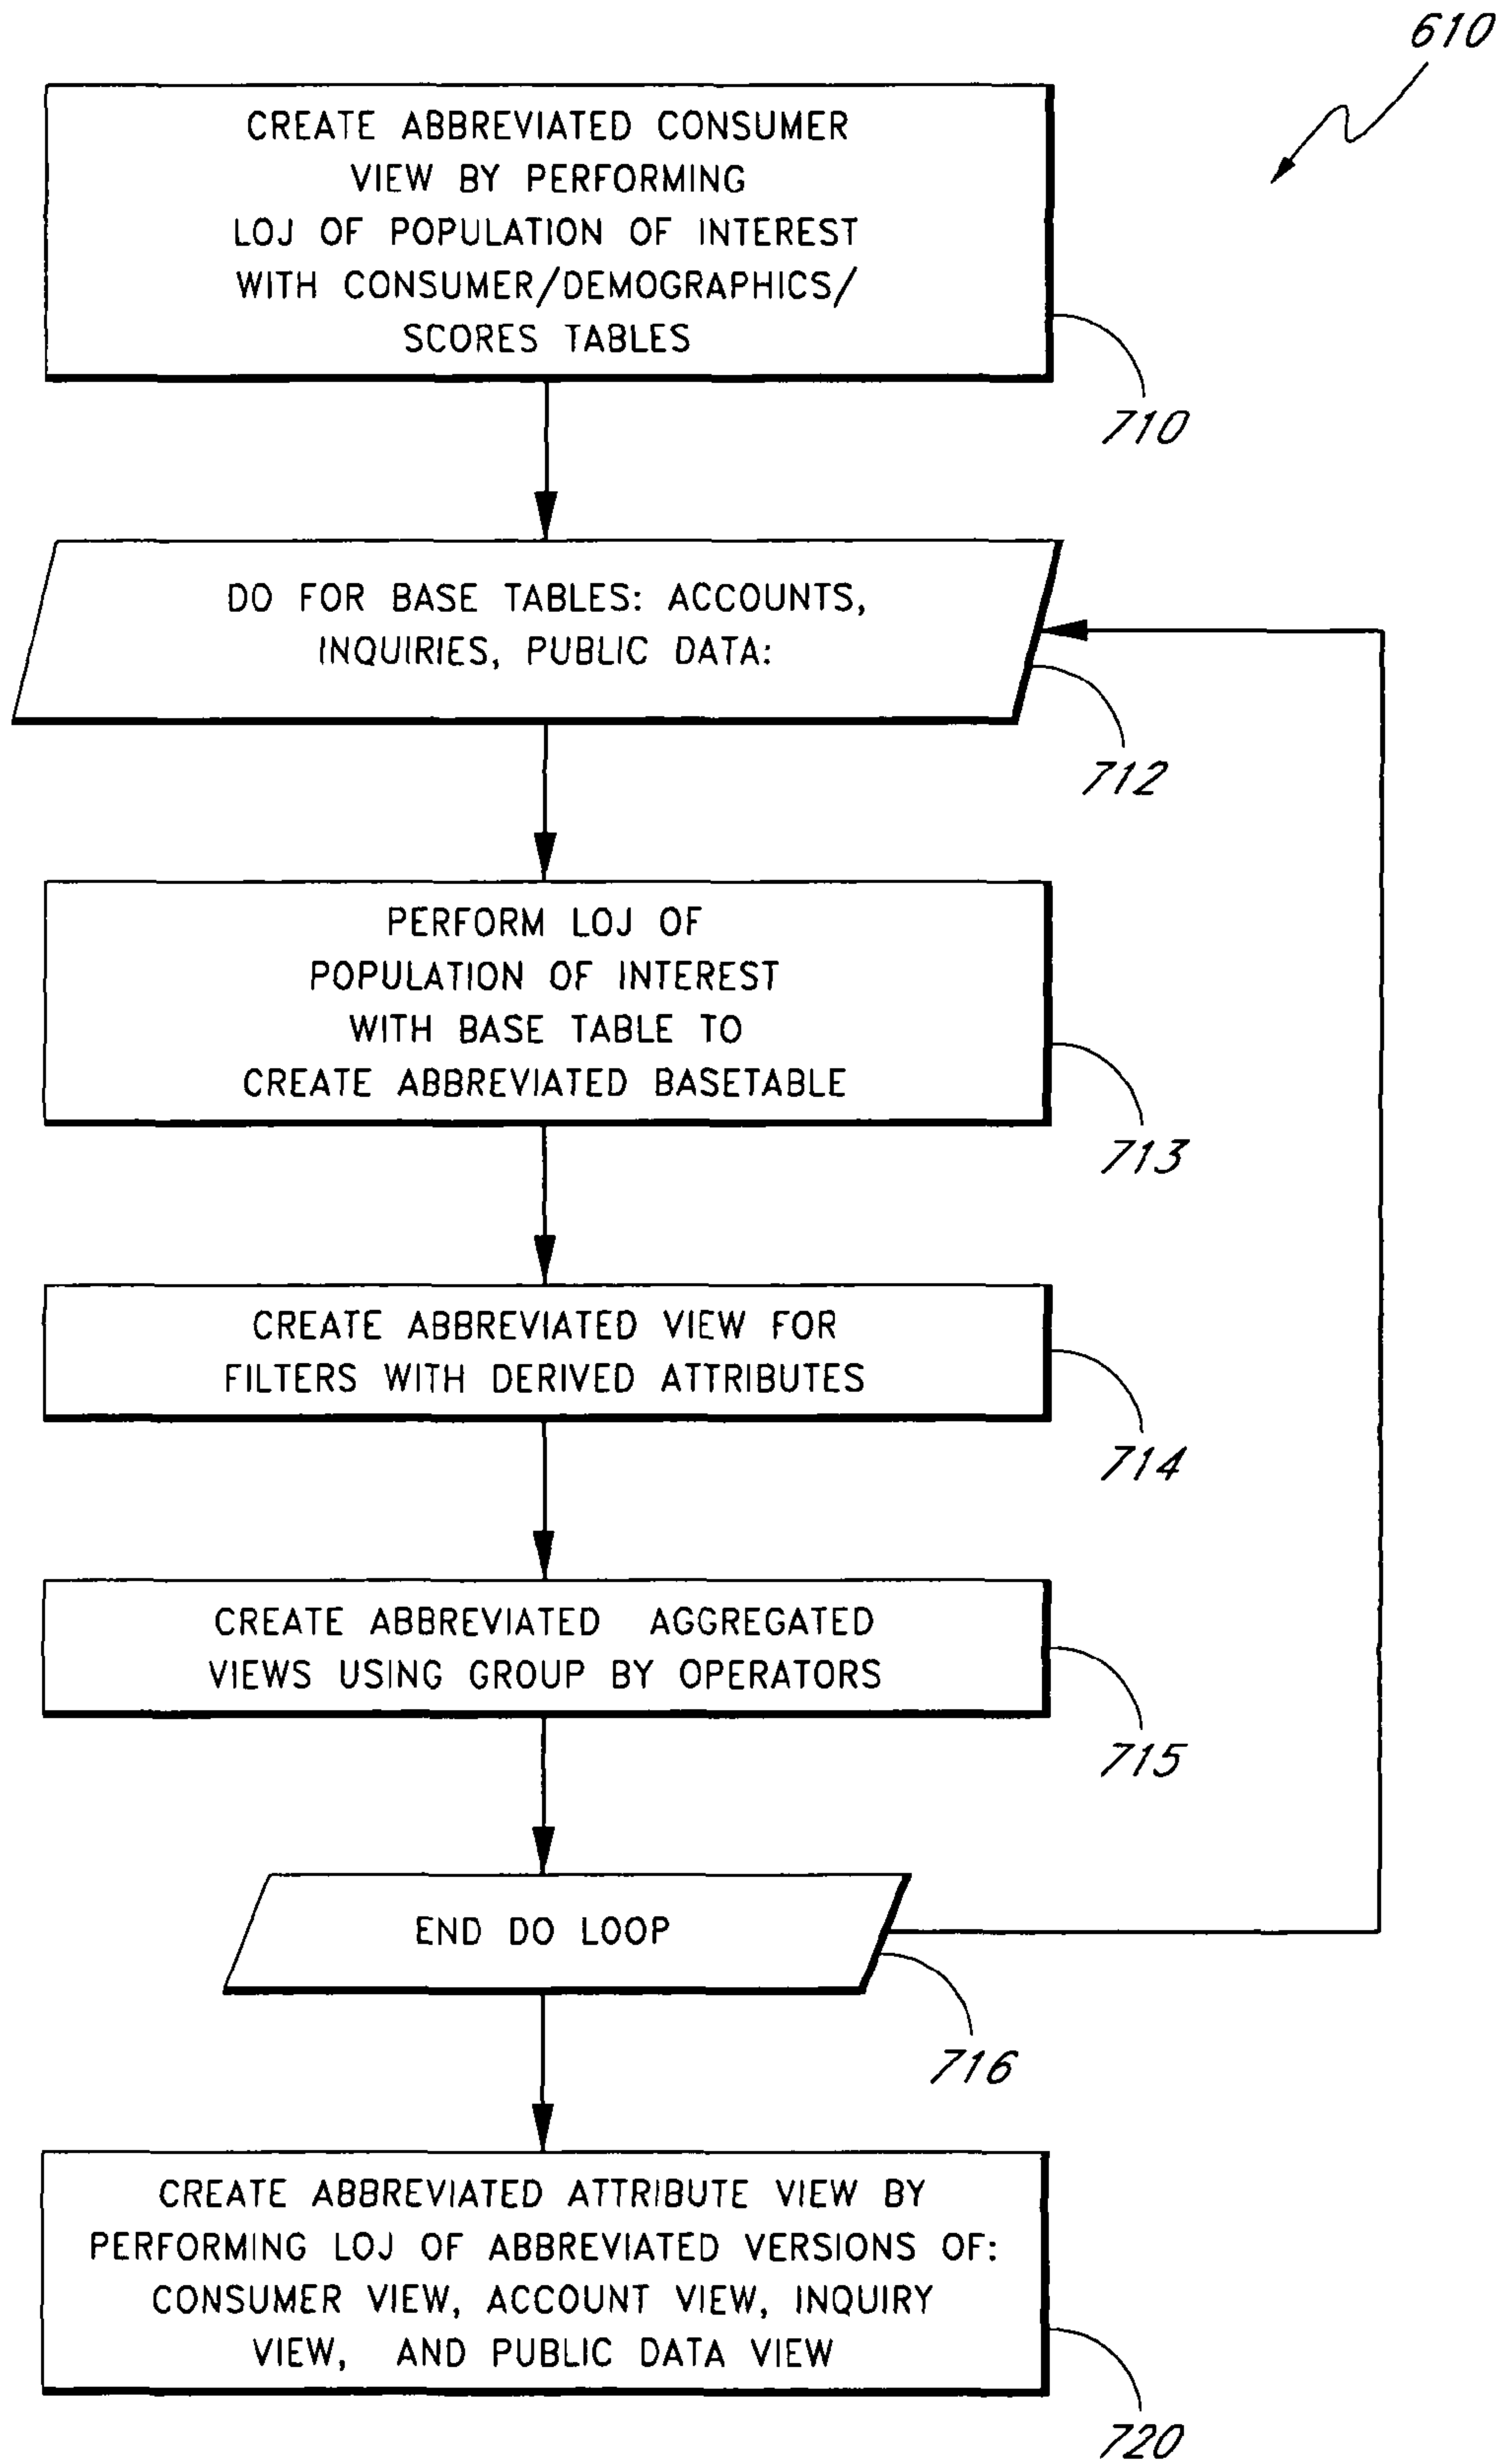 610
CREATE ABBREVIATED CONSUMER
VIEW BY PERFORMING
LOJ OF POPULATION OF INTEREST
WITH CONSUMER/DEMOGRAPHICS/
SCORES TABLES
710
DO FOR BASE TABLES: ACCOUNTS,
INQUIRIES, PUBLIC DATA:
712
PERFORM LOJ OF
POPULATION OF INTEREST
WITH BASE TABLE TO
CREATE ABBREVIATED BASETABLE
713
CREATE ABBREVIATED VIEW FOR
FILTERS WITH DERIVED ATTRIBUTES
714
CREATE ABBREVIATED AGGREGATED
VIEWS USING GROUP BY OPERATORS
715
END DO LOOP
716
CREATE ABBREVIATED ATTRIBUTE VIEW BY
PERFORMING LOJ OF ABBREVIATED VERSIONS OF:
CONSUMER VIEW, ACCOUNT VIEW, INQUIRY
VIEW, AND PUBLIC DATA VIEW
720